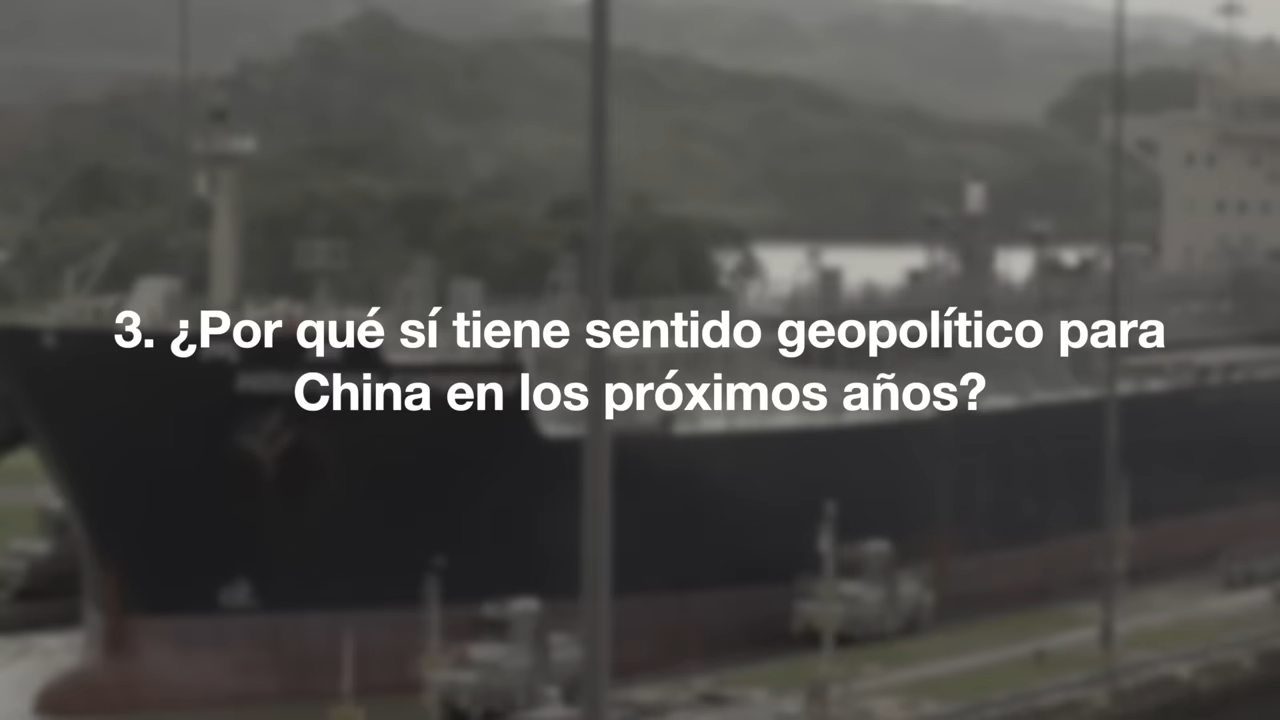 3. ¿Por qué sí tiene sentido geopolítico para
China en los próximos años?